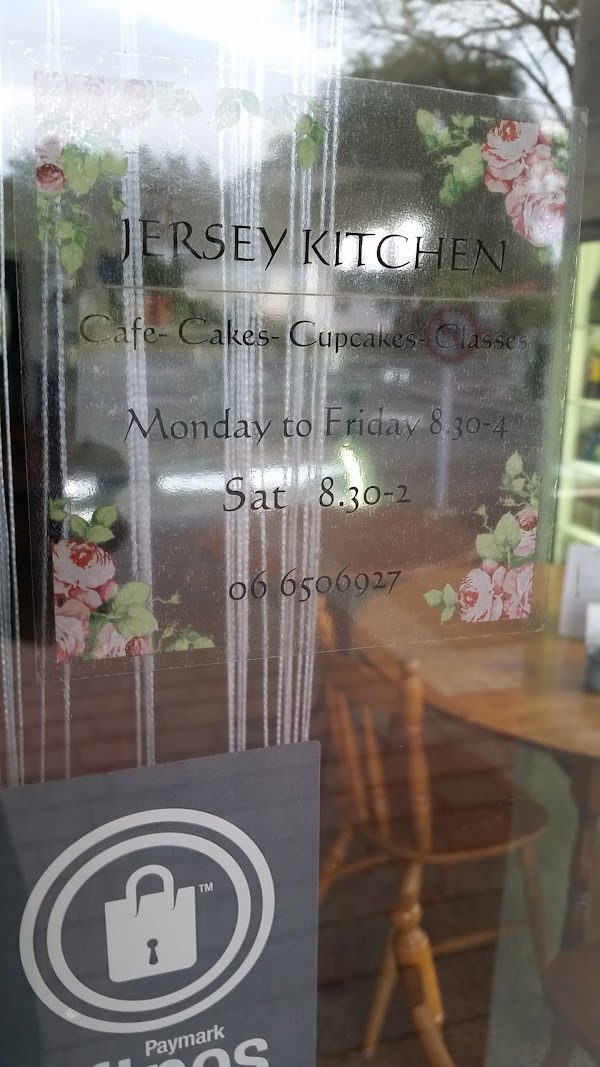 JERSEY KITCHEN
Cafe- Cakes- Cupcakes- Classes
Monday to Friday 8.30-4
Sat 8.30-2
06 6506927
TM
Paymark